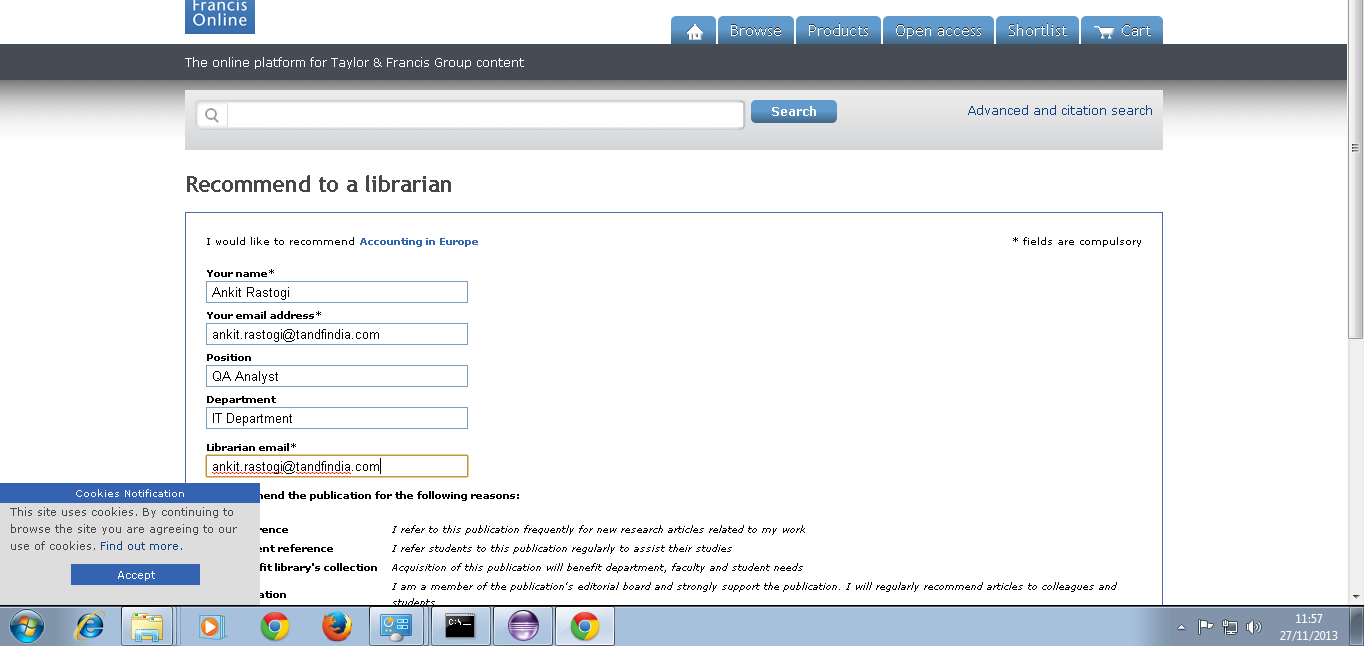 Francis
Online
Browse Products Open access Shortlist Cart
The online platform for Taylor & Francis Group content
Search
Advanced and citation search
Recommend to a librarian
I would like to recommend Accounting in Europe
* fields are compulsory
Your name*
Ankit Rastogi
Your email address*
ankit.rastogi@tandfindia.com
Position
QA Analyst
Department
IT Department
Librarian email*
ankit.rastogi@tandfindia.com
mend the publication for the following reasons:
rence I refer to this publication frequently for new research articles related to my work
ent reference I refer students to this publication regularly to assist their studies
fit library's collection Acquisition of this publication will benefit department, faculty and student needs
ation I am a member of the publication's editorial board and strongly support the publication. I will regularly recommend articles to colleagues and
students
Cookies Notification
This site uses cookies. By continuing to
browse the site you are agreeing to our
use of cookies. Find out more.
Accept
C:\.
11:57
27/11/2013